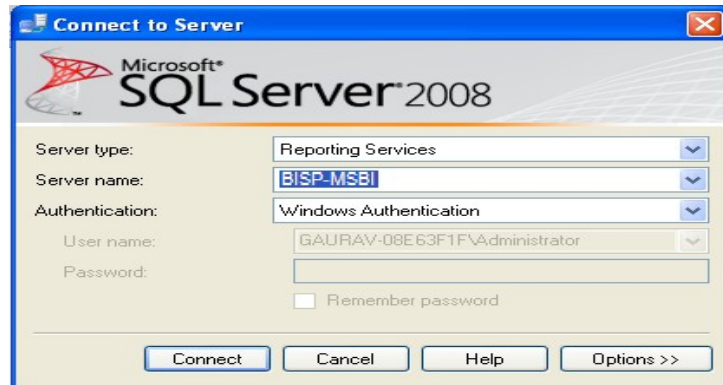 Connect to Server
Microsoft®
SQL Server® 2008
Server type: Reporting Services
Server name: BISP-MSBI
Authentication: Windows Authentication
User name: GAURAV-08E63F1F\Administrator
Password:
Remember password
Connect Cancel Help Options >>